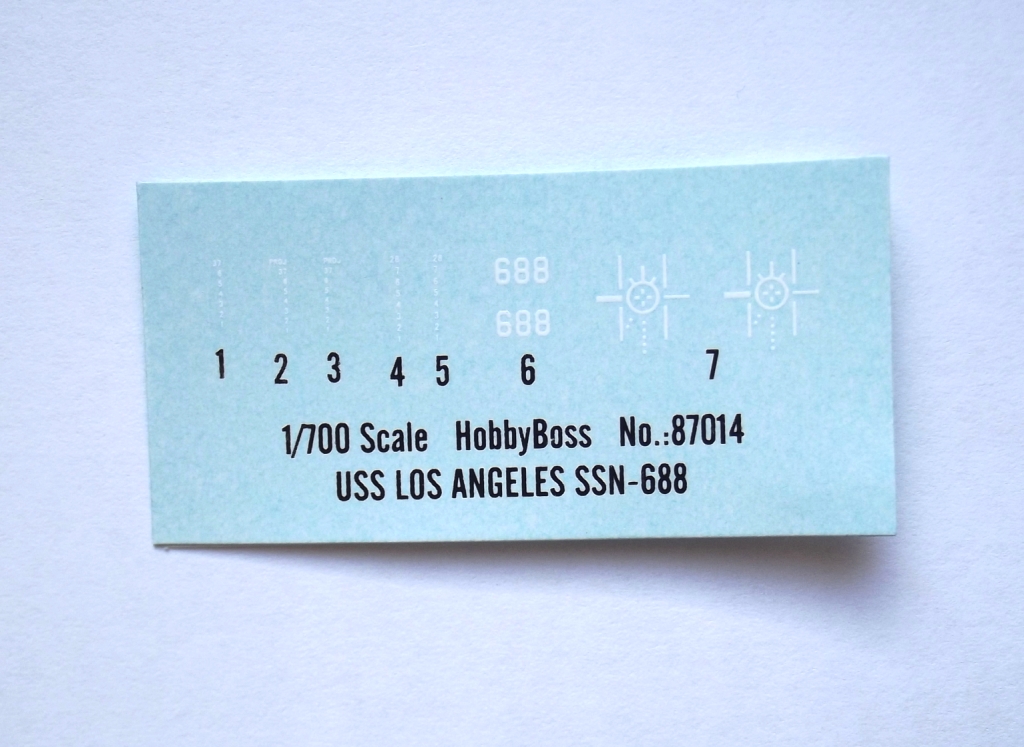 688
688
1 2 3 4 5 6 7
1/700 Scale HobbyBoss No.:87014
USS LOS ANGELES SSN-688